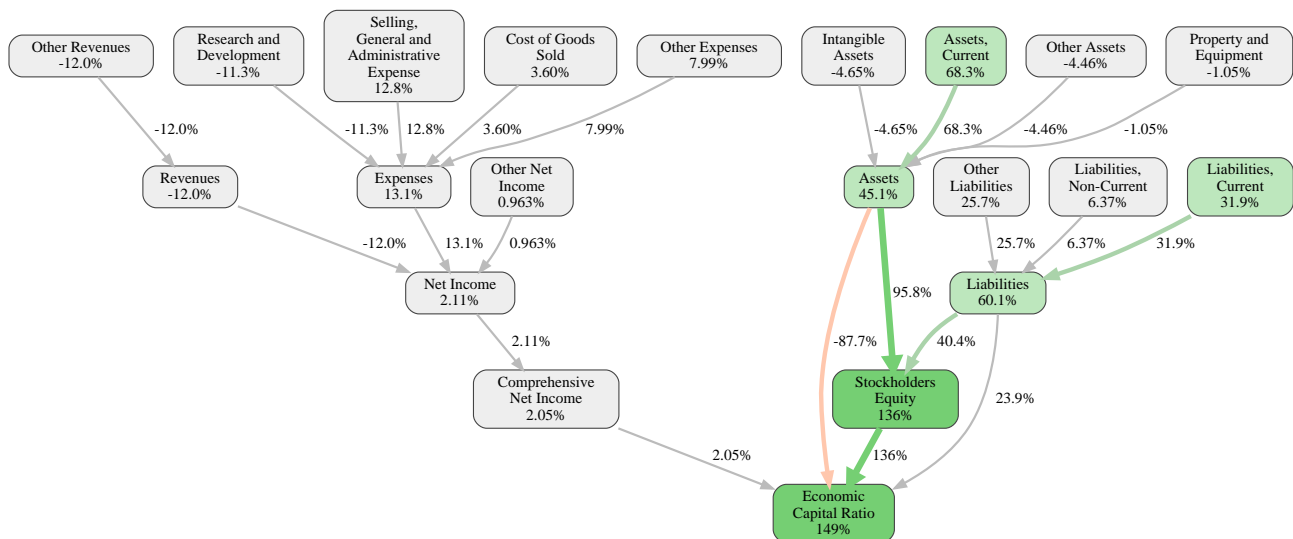 Other Revenues
-12.0%
Research and
Development
-11.3%
Selling,
General and
Administrative
Expense
12.8%
Cost of Goods
Sold
3.60%
Other Expenses
7.99%
Intangible
Assets
-4.65%
Assets,
Current
68.3%
Other Assets
-4.46%
Property and
Equipment
-1.05%
-12.0%
-11.3%
12.8%
3.60%
7.99%
-4.65%
68.3%
-4.46%
-1.05%
Revenues
-12.0%
Expenses
13.1%
Other Net
Income
0.963%
Assets
45.1%
Other
Liabilities
25.7%
Liabilities,
Non-Current
6.37%
Liabilities,
Current
31.9%
-12.0%
13.1%
0.963%
25.7%
6.37%
31.9%
Net Income
2.11%
95.8%
Liabilities
60.1%
2.11%
-87.7%
40.4%
Comprehensive
Net Income
2.05%
Stockholders
Equity
136%
23.9%
2.05%
136%
Economic
Capital Ratio
149%